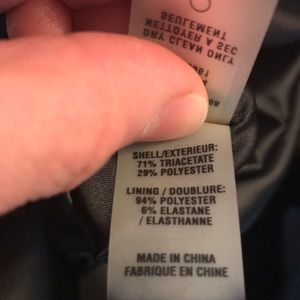 DRY CLEAN ONLY
NETTOYER A SEC
SEULEMENT
SHELL/EXTERIEUR:
71% TRIACETATE
29% POLYESTER
LINING / DOUBLURE:
94% POLYESTER
6% ELASTANE
/ ELASTHANNE
MADE IN CHINA
FABRIQUE EN CHINE